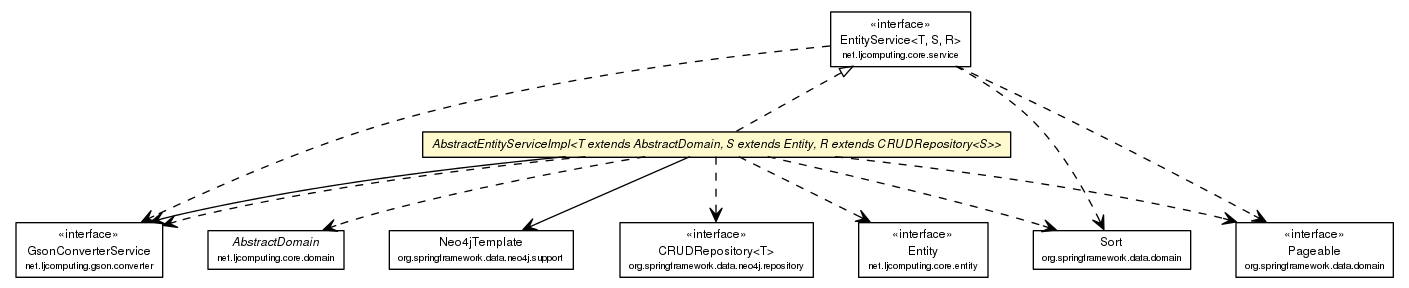 «interface»
EntityService<T, S, R>
net.ljcomputing.core.service
AbstractEntityServiceImpl<T extends AbstractDomain, S extends Entity, R extends CRUDRepository<S>>
«interface»
GsonConverterService
net.ljcomputing.gson.converter
AbstractDomain
net.ljcomputing.core.domain
Neo4jTemplate
org.springframework.data.neo4j.support
«interface»
CRUDRepository<T>
org.springframework.data.neo4j.repository
«interface»
Entity
net.ljcomputing.core.entity
Sort
org.springframework.data.domain
«interface»
Pageable
org.springframework.data.domain